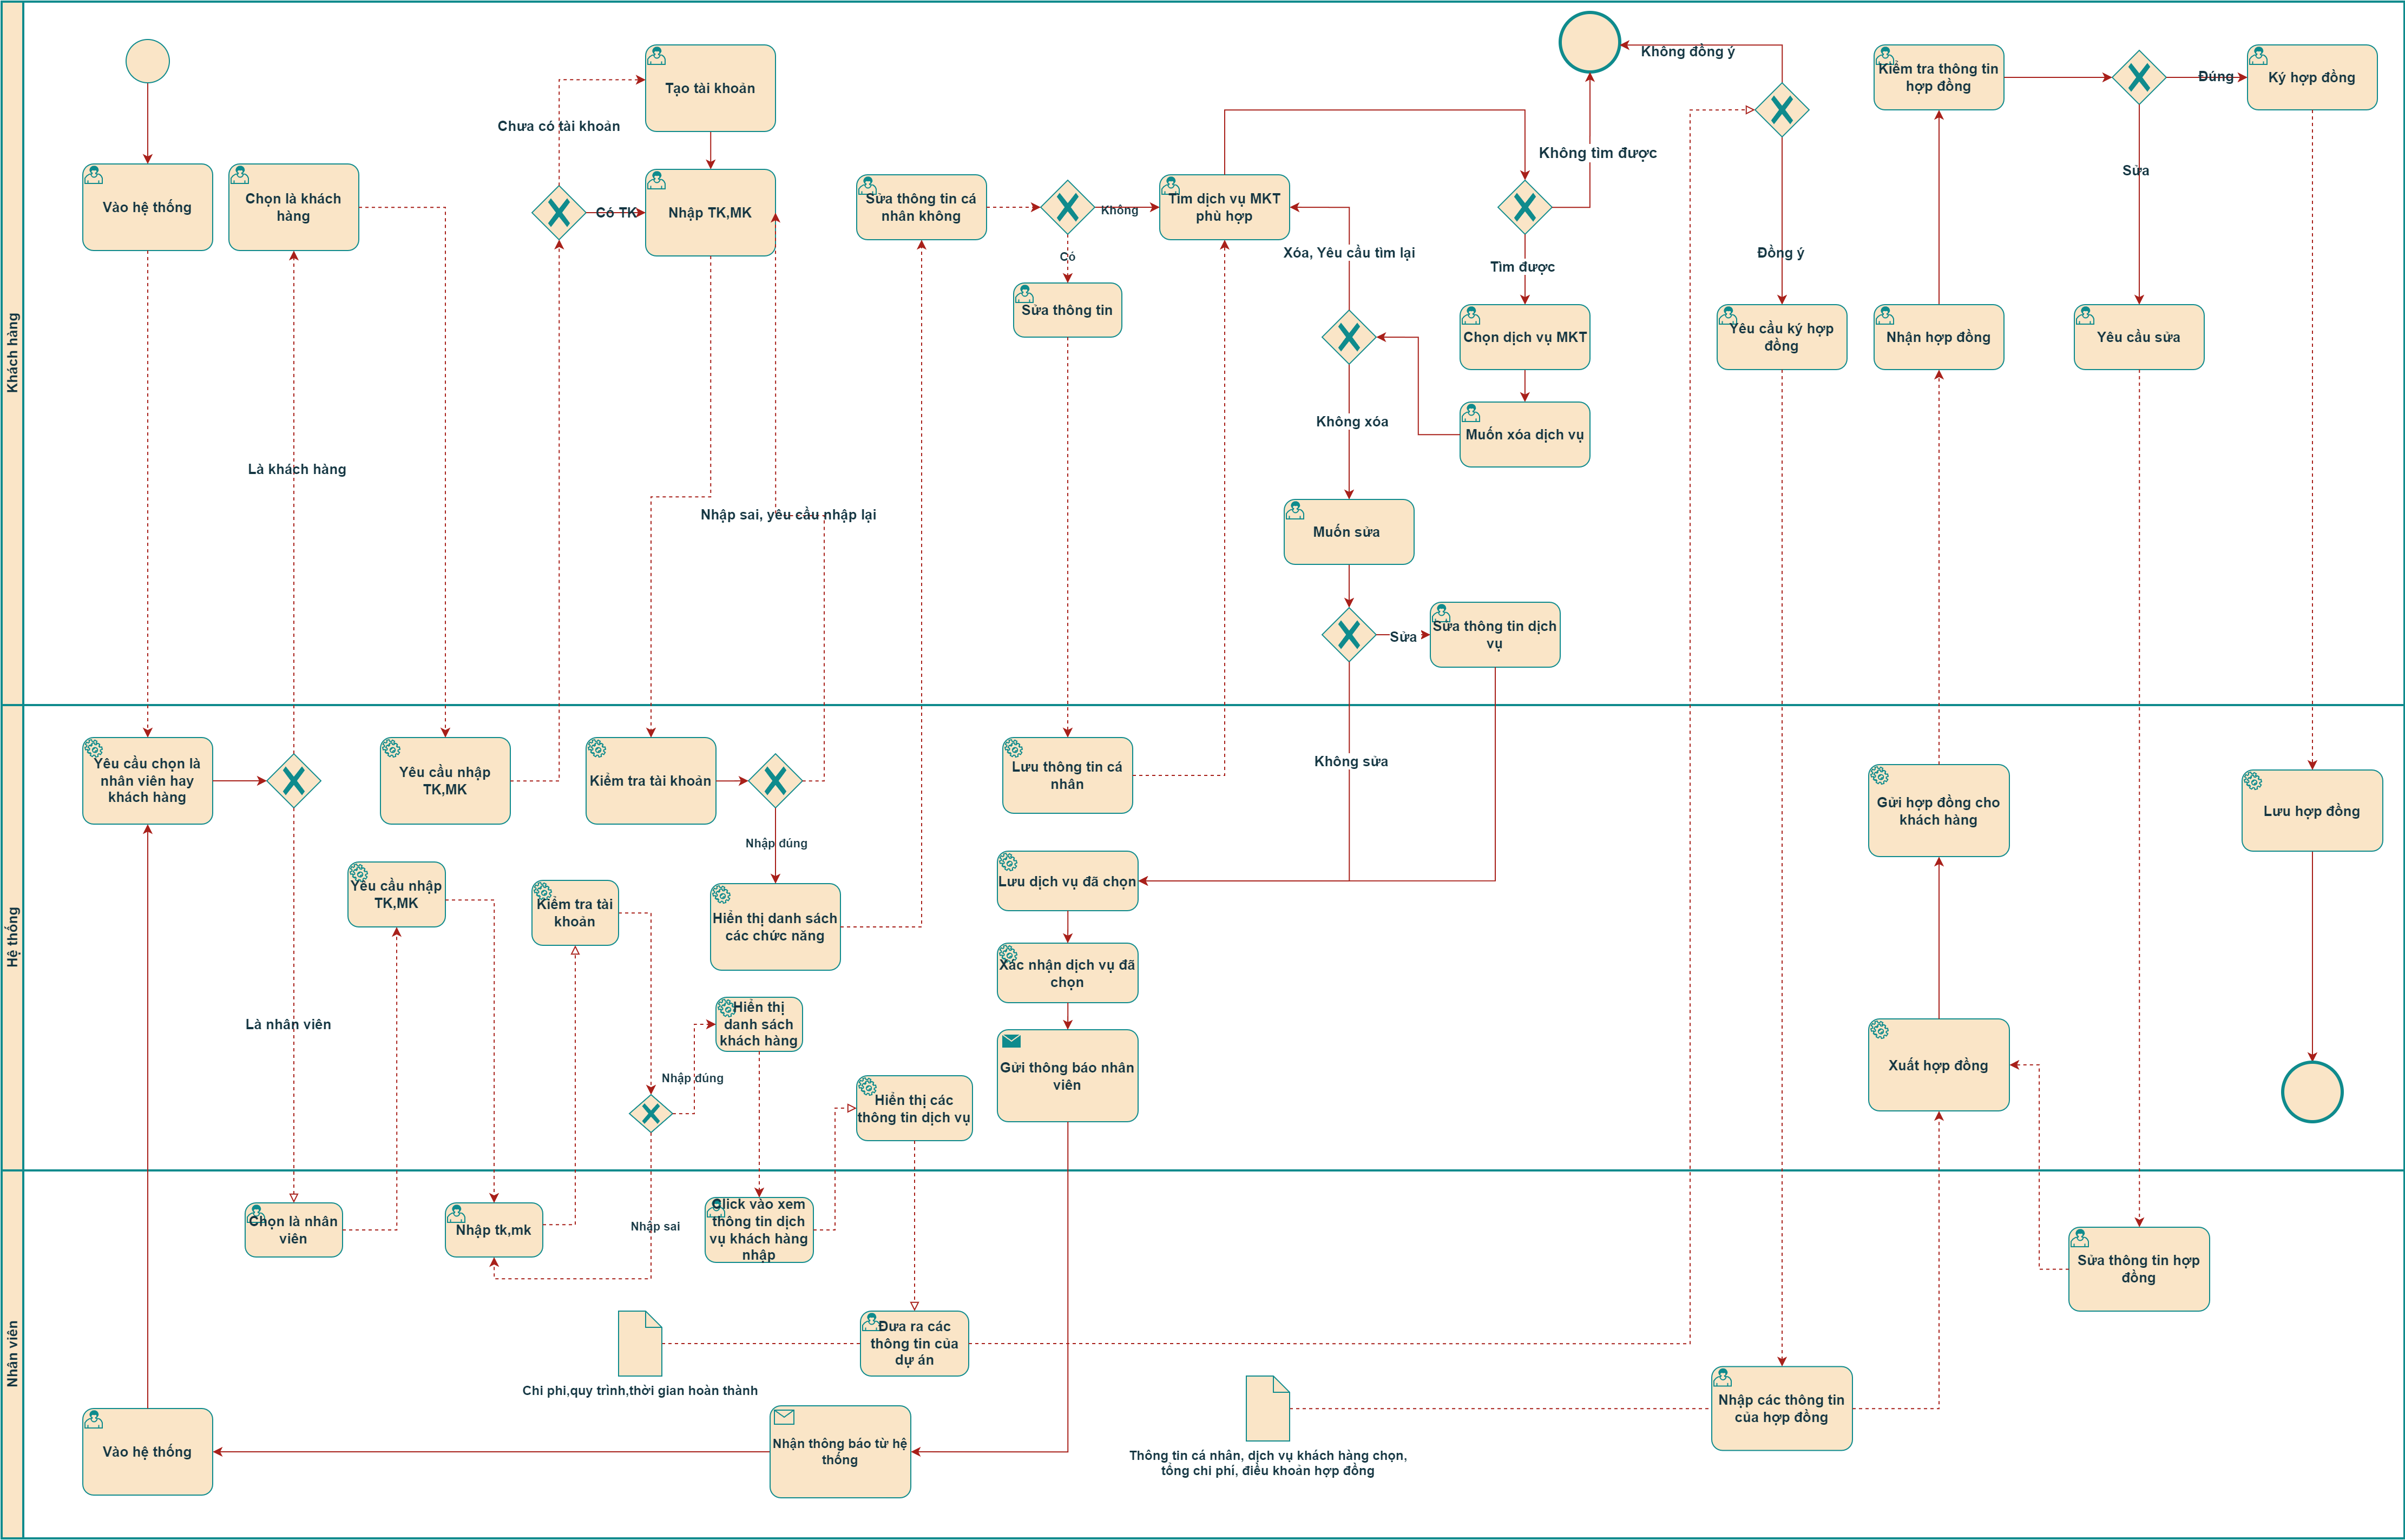 Khách hàng
Không đồng ý
Kiểm tra thông tin
hợp đồng
Đúng
Ký hợp đồng
Tạo tài khoản
Chưa có tài khoản
Không tìm được
Sửa
Vào hệ thống
Chọn là khách
hàng
Có TK
Nhập TK,MK
Sửa thông tin cá
nhân không
Không
Tìm dịch vụ MKT
phù hợp
Có
Xóa, Yêu cầu tìm lại
Tìm được
Đồng ý
Sửa thông tin
Chọn dịch vụ MKT
Yêu cầu ký hợp
đồng
Nhận hợp đồng
Yêu cầu sửa
Không xóa
Muốn xóa dịch vụ
Là khách hàng
Nhập sai, yêu cầu nhập lại
Muốn sửa
Sửa
Sửa thông tin dịch
vụ
Hệ thống
Yêu cầu chọn là
nhân viên hay
khách hàng
Yêu cầu nhập
TK,MK
Kiểm tra tài khoản
Lưu thông tin cá
nhân
Không sửa
Gửi hợp đồng cho
khách hàng
Lưu hợp đồng
Nhập đúng
Yêu cầu nhập
TK,MK
Kiểm tra tài
khoản
Hiển thị danh sách
các chức năng
Lưu dịch vụ đã chọn
Xác nhận dịch vụ đã
chọn
Là nhân viên
Hiển thị
danh sách
khách hàng
Nhập đúng
Gửi thông báo nhân
viên
Hiển thị các
thông tin dịch vụ
Xuất hợp đồng
Nhân viên
Chọn là nhân
viên
Nhập tk,mk
Nhập sai
Click vào xem
thông tin dịch
vụ khách hàng
nhập
Sửa thông tin hợp
đồng
Đưa ra các
thông tin của
dự án
Chi phi,quy trình,thời gian hoàn thành
Nhập các thông tin
của hợp đồng
Vào hệ thống
Nhận thông báo từ hệ
thống
Thông tin cá nhân, dịch vụ khách hàng chọn,
tổng chi phí, điều khoản hợp đồng